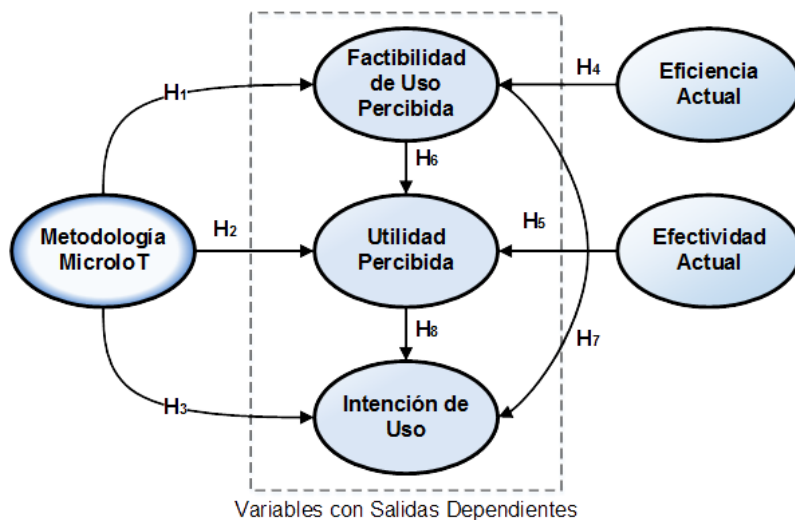 Factibilidad
de Uso
Percibida
H4
Eficiencia
Actual
H1
H6
Metodología
MicroIoT
H2
Utilidad
Percibida
H5
Efectividad
Actual
H8
H7
H3
Intención de
Uso
Variables con Salidas Dependientes